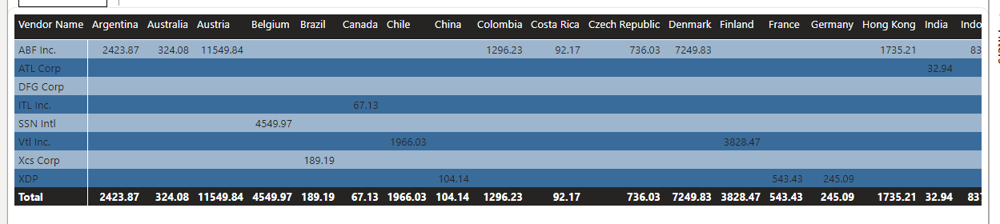 Vendor Name Argentina Australia Austria Belgium Brazil Canada Chile China Colombia Costa Rica Czech Republic Denmark Finland France Germany Hong Kong India Indo
ABF Inc. 2423.87 324.08 11549.84 1296.23 92.17 736.03 7249.83 1735.21 83
ATL Corp 32.94
DFG Corp
ITL Inc. 67.13
SSN Intl 4549.97
Vtl Inc. 1966.03 3828.47
Xcs Corp 189.19
XDP 104.14 543.43 245.09
Total 2423.87 324.08 11549.84 4549.97 189.19 67.13 1966.03 104.14 1296.23 92.17 736.03 7249.83 3828.47 543.43 245.09 1735.21 32.94 837